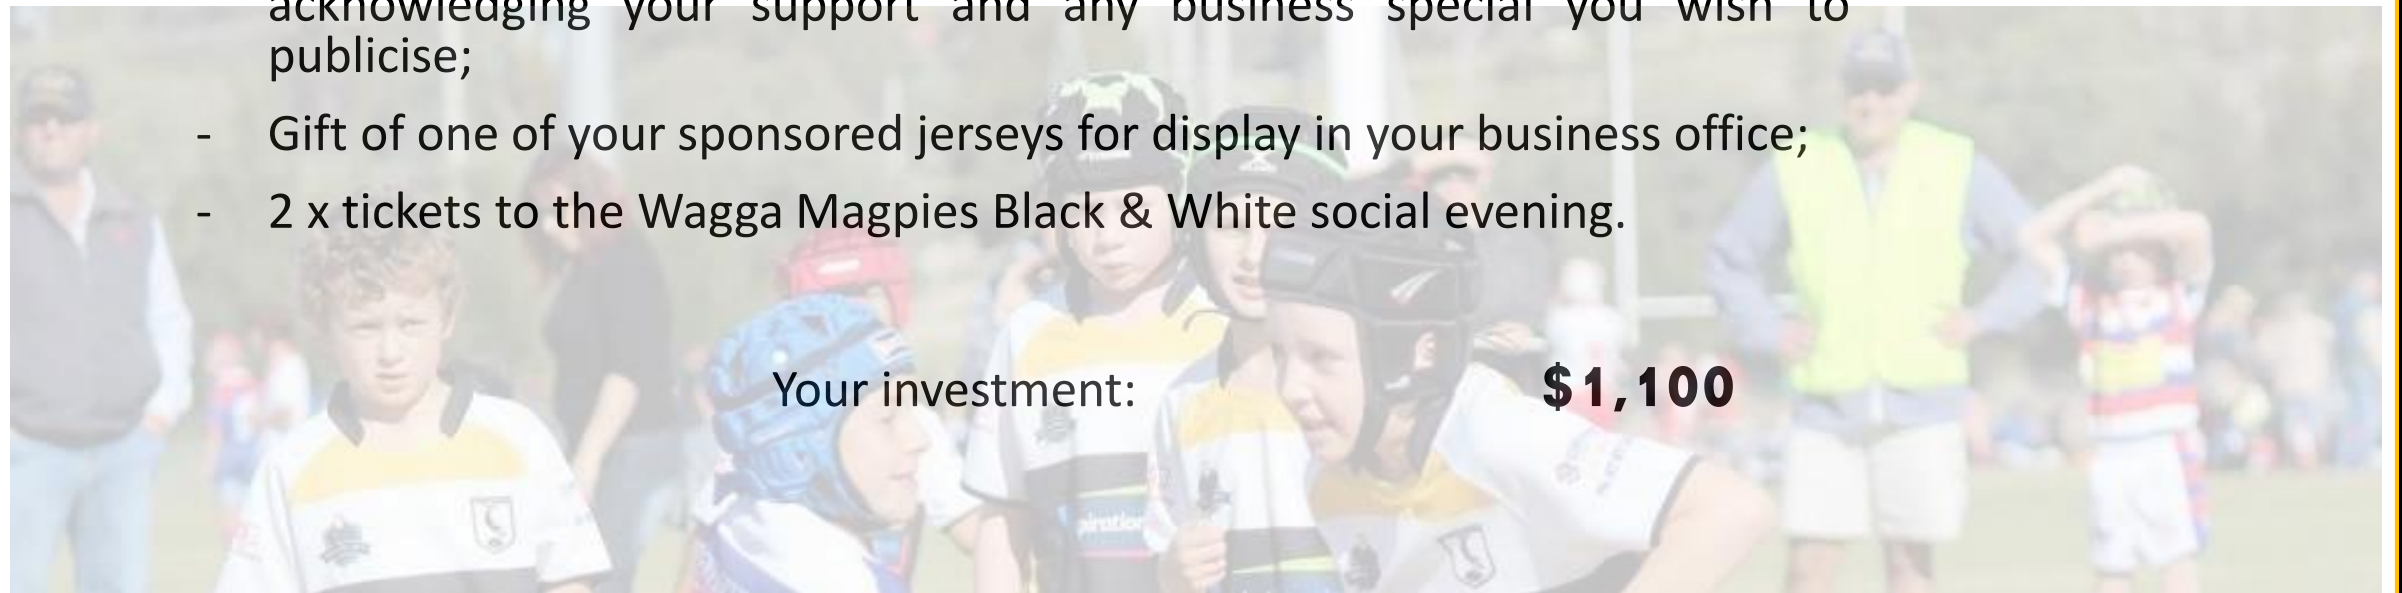 acknowledging your support and any business special you wish to
publicise;
- Gift of one of your sponsored jerseys for display in your business office;
- 2 x tickets to the Wagga Magpies Black & White social evening.
Your investment: $1,100